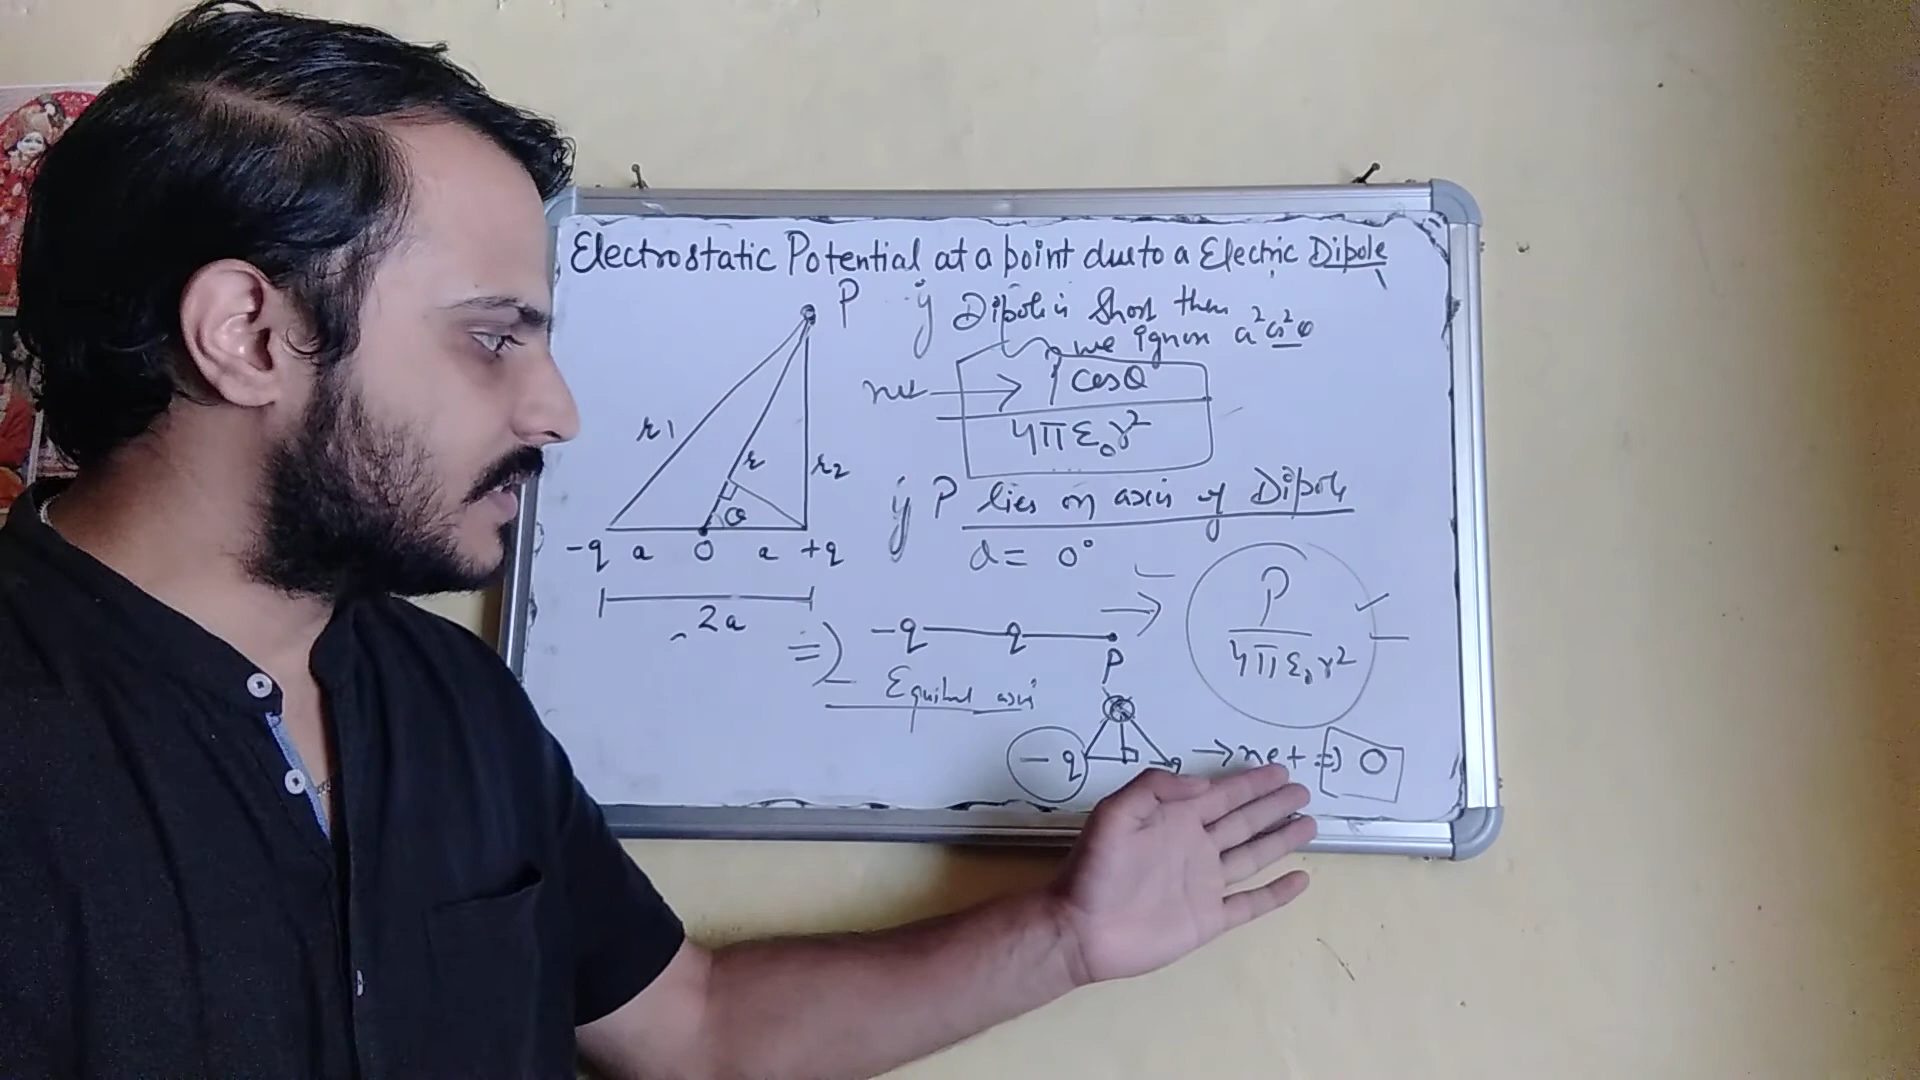 Electrostatic Potential at a point due to a Electric Dipole
P
r1
r
r2
θ
-q a O a +q
2a
if Dipole is Short then
we ignore a²cos²θ
net → p cosθ
4πε₀r²
if P lies on axis of Dipole
α = 0°
⇒ -q q P
→ P
4πε₀r²
axis
-q q → net ⇒ 0